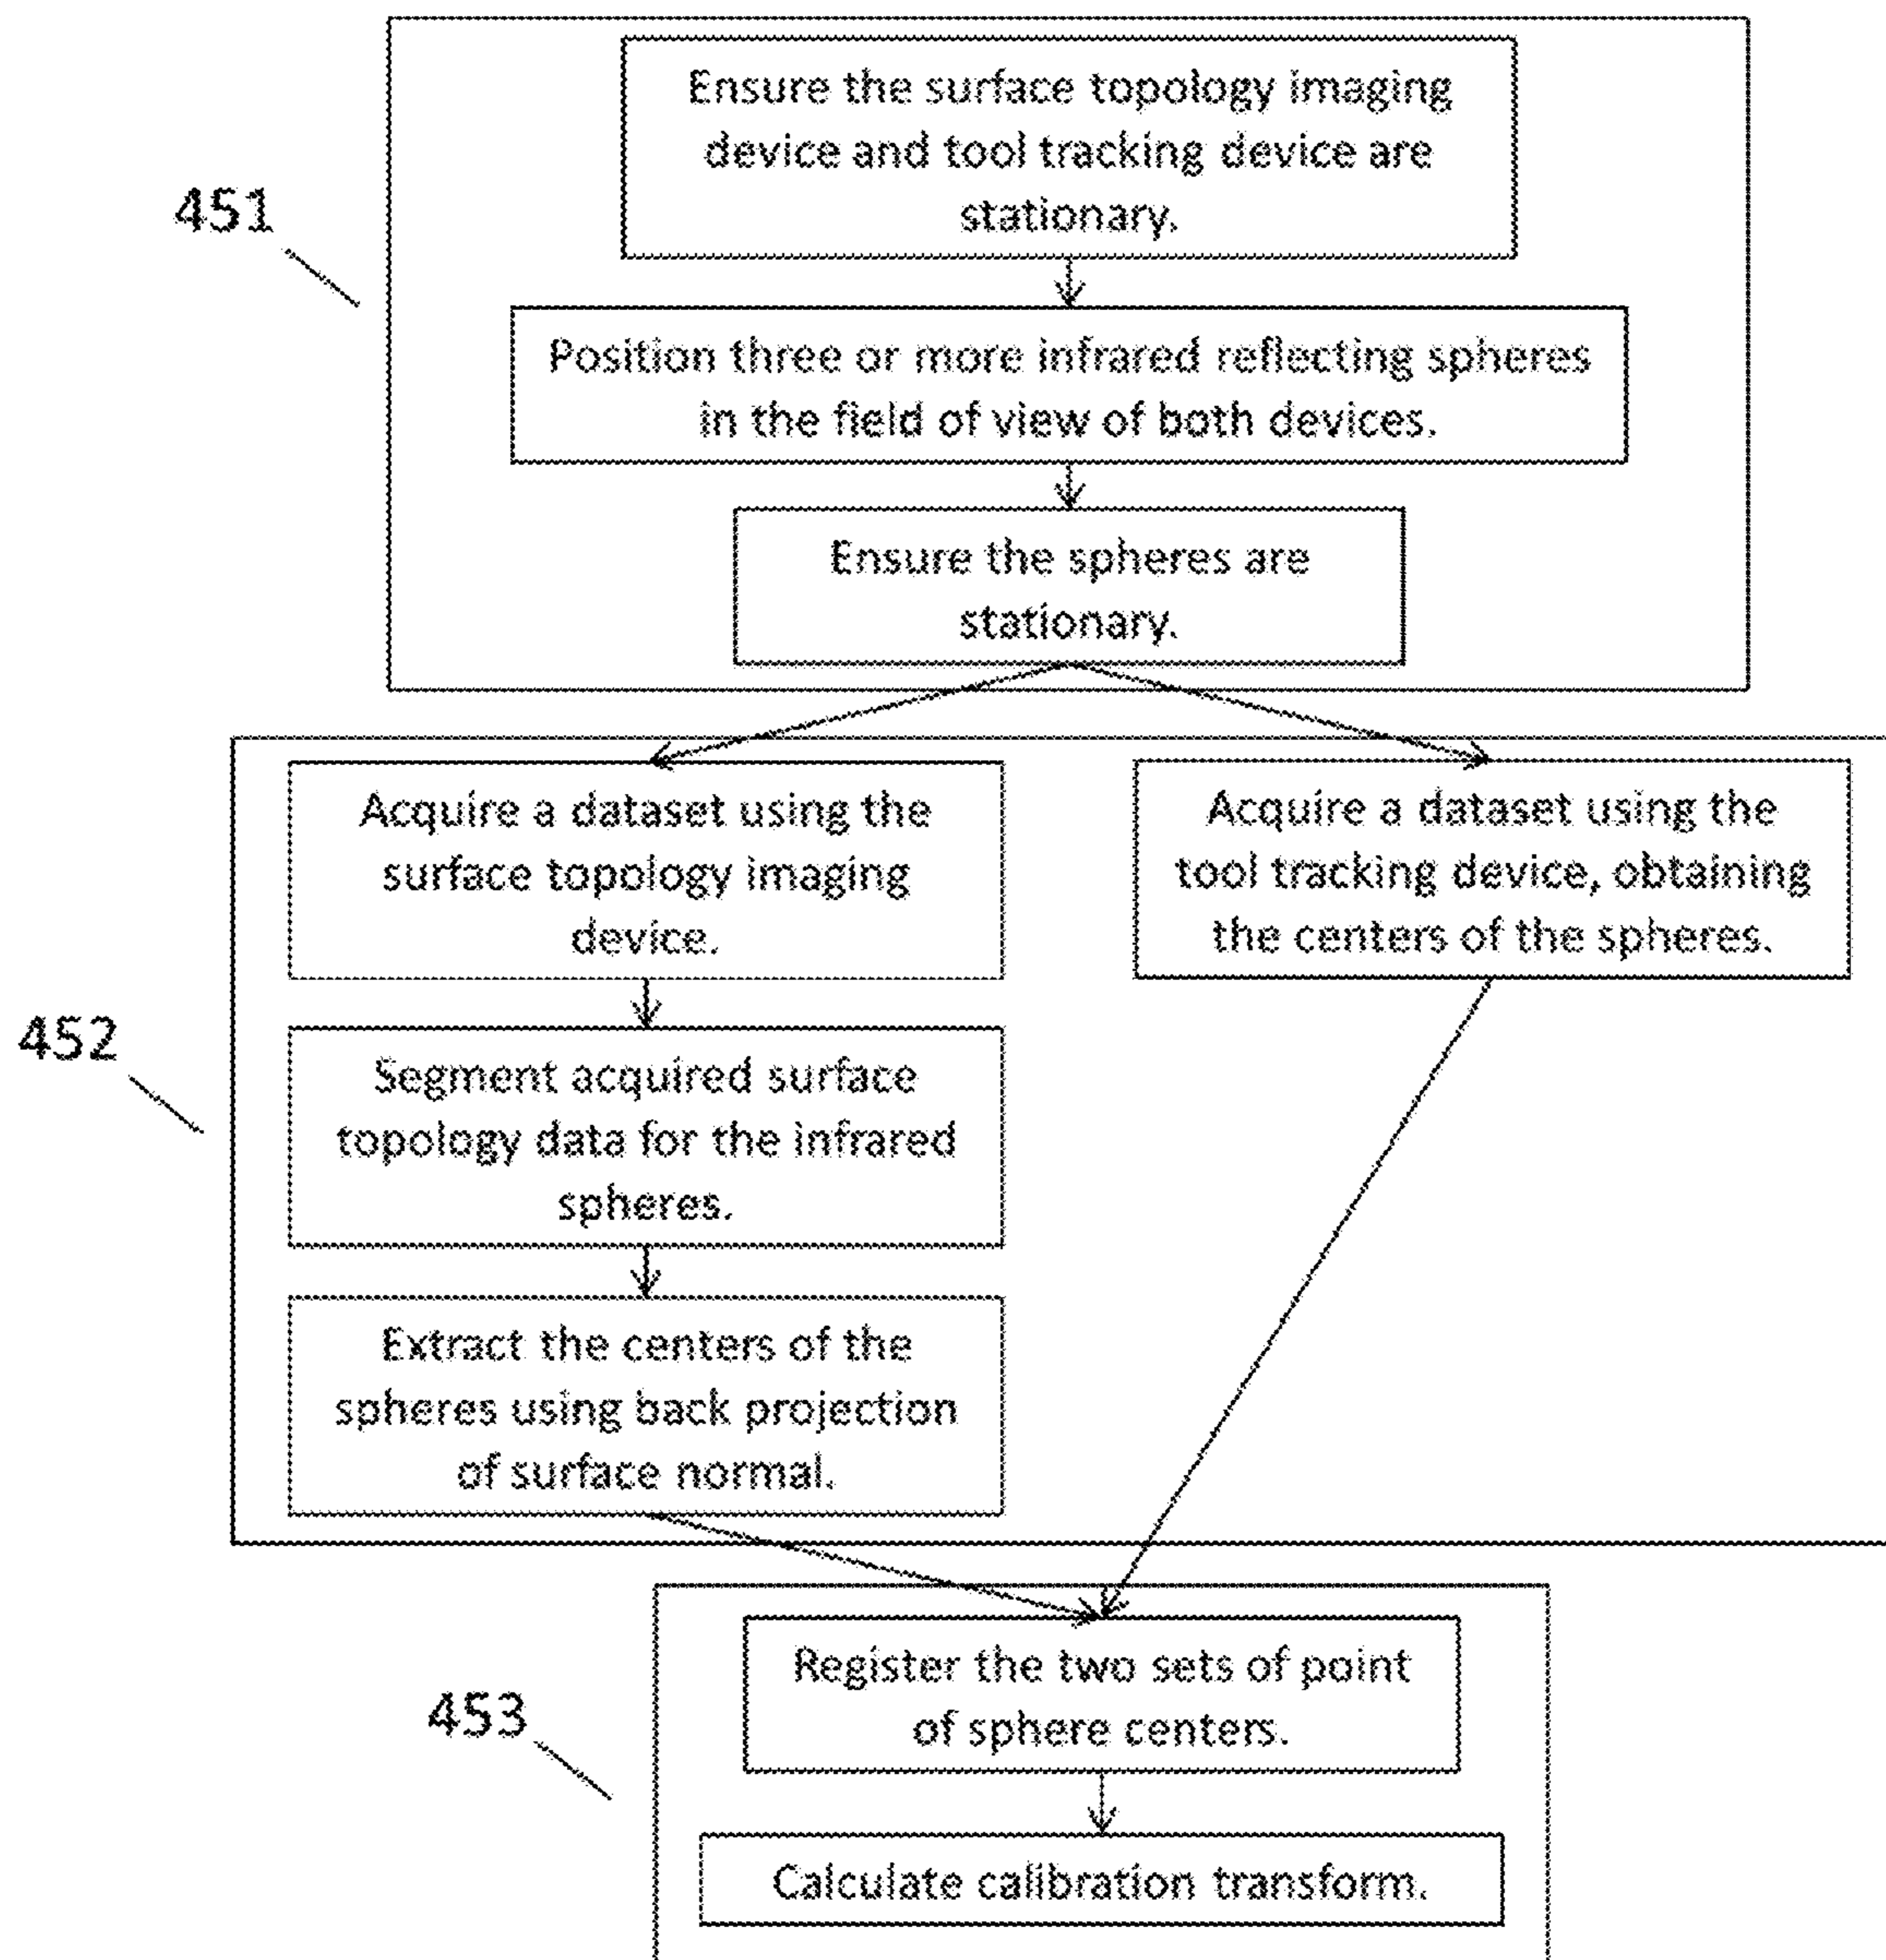 Ensure the surface topology imaging
device and tool tracking device are
stationary.
451
Position three or more infrared reflecting spheres
in the field of view of both devices.
Ensure the spheres are
stationary.
Acquire a dataset using the
surface topology imaging
device.
Acquire a dataset using the
tool tracking device, obtaining
the centers of the spheres.
452
Segment acquired surface
topology data for the infrared
spheres.
Extract the centers of the
spheres using back projection
of surface normal.
453
Register the two sets of point
of sphere centers.
Calculate calibration transform.